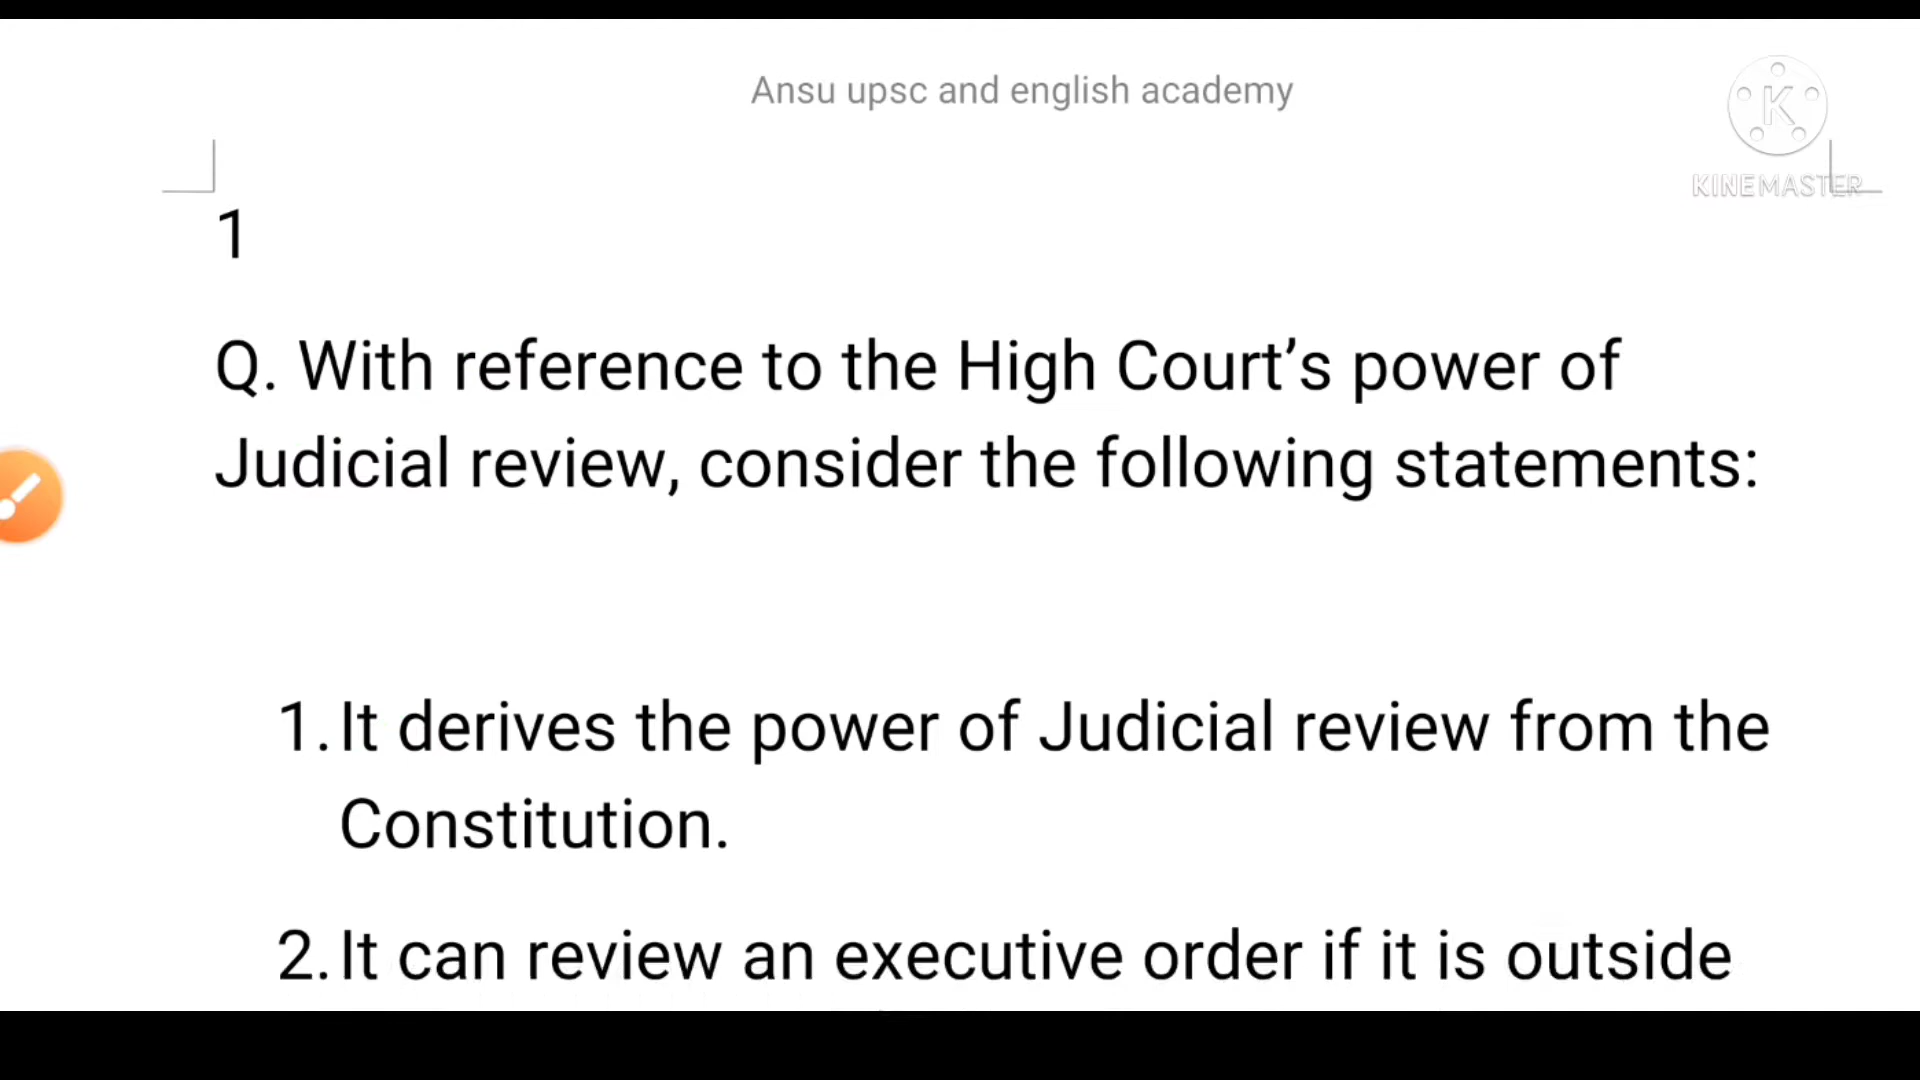 Ansu upsc and english academy
K
KINEMASTER
1
Q. With reference to the High Court’s power of
Judicial review, consider the following statements:
1. It derives the power of Judicial review from the
Constitution.
2. It can review an executive order if it is outside